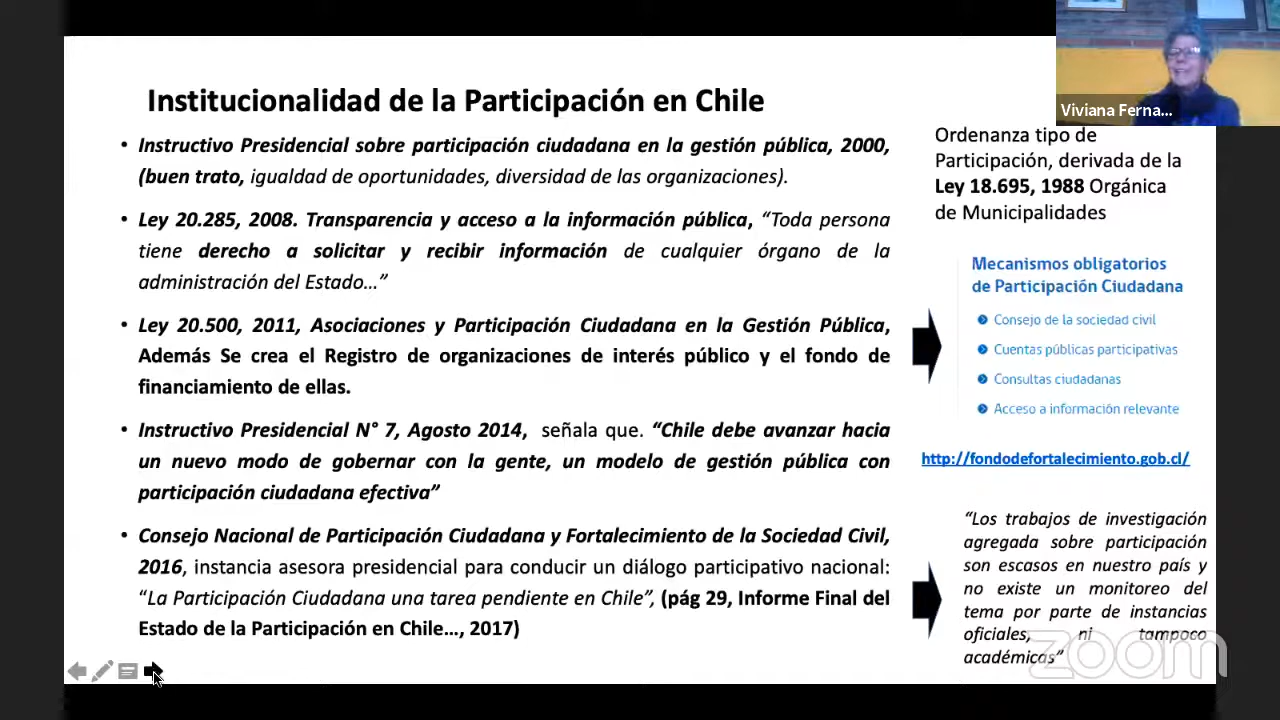 Institucionalidad de la Participación en Chile
• Instructivo Presidencial sobre participación ciudadana en la gestión pública, 2000,
(buen trato, igualdad de oportunidades, diversidad de las organizaciones).
• Ley 20.285, 2008. Transparencia y acceso a la información pública, “Toda persona
tiene derecho a solicitar y recibir información de cualquier órgano de la
administración del Estado…”
• Ley 20.500, 2011, Asociaciones y Participación Ciudadana en la Gestión Pública,
Además Se crea el Registro de organizaciones de interés público y el fondo de
financiamiento de ellas.
• Instructivo Presidencial N° 7, Agosto 2014, señala que. “Chile debe avanzar hacia
un nuevo modo de gobernar con la gente, un modelo de gestión pública con
participación ciudadana efectiva”
• Consejo Nacional de Participación Ciudadana y Fortalecimiento de la Sociedad Civil,
2016, instancia asesora presidencial para conducir un diálogo participativo nacional:
“La Participación Ciudadana una tarea pendiente en Chile”, (pág 29, Informe Final del
Estado de la Participación en Chile…, 2017)
Viviana Ferna...
Ordenanza tipo de
Participación, derivada de la
Ley 18.695, 1988 Orgánica
de Municipalidades
Mecanismos obligatorios
de Participación Ciudadana
Consejo de la sociedad civil
Cuentas públicas participativas
Consultas ciudadanas
Acceso a información relevante
http://fondodefortalecimiento.gob.cl/
“Los trabajos de investigación
agregada sobre participación
son escasos en nuestro país y
no existe un monitoreo del
tema por parte de instancias
oficiales, ni tampoco
académicas”
zoom